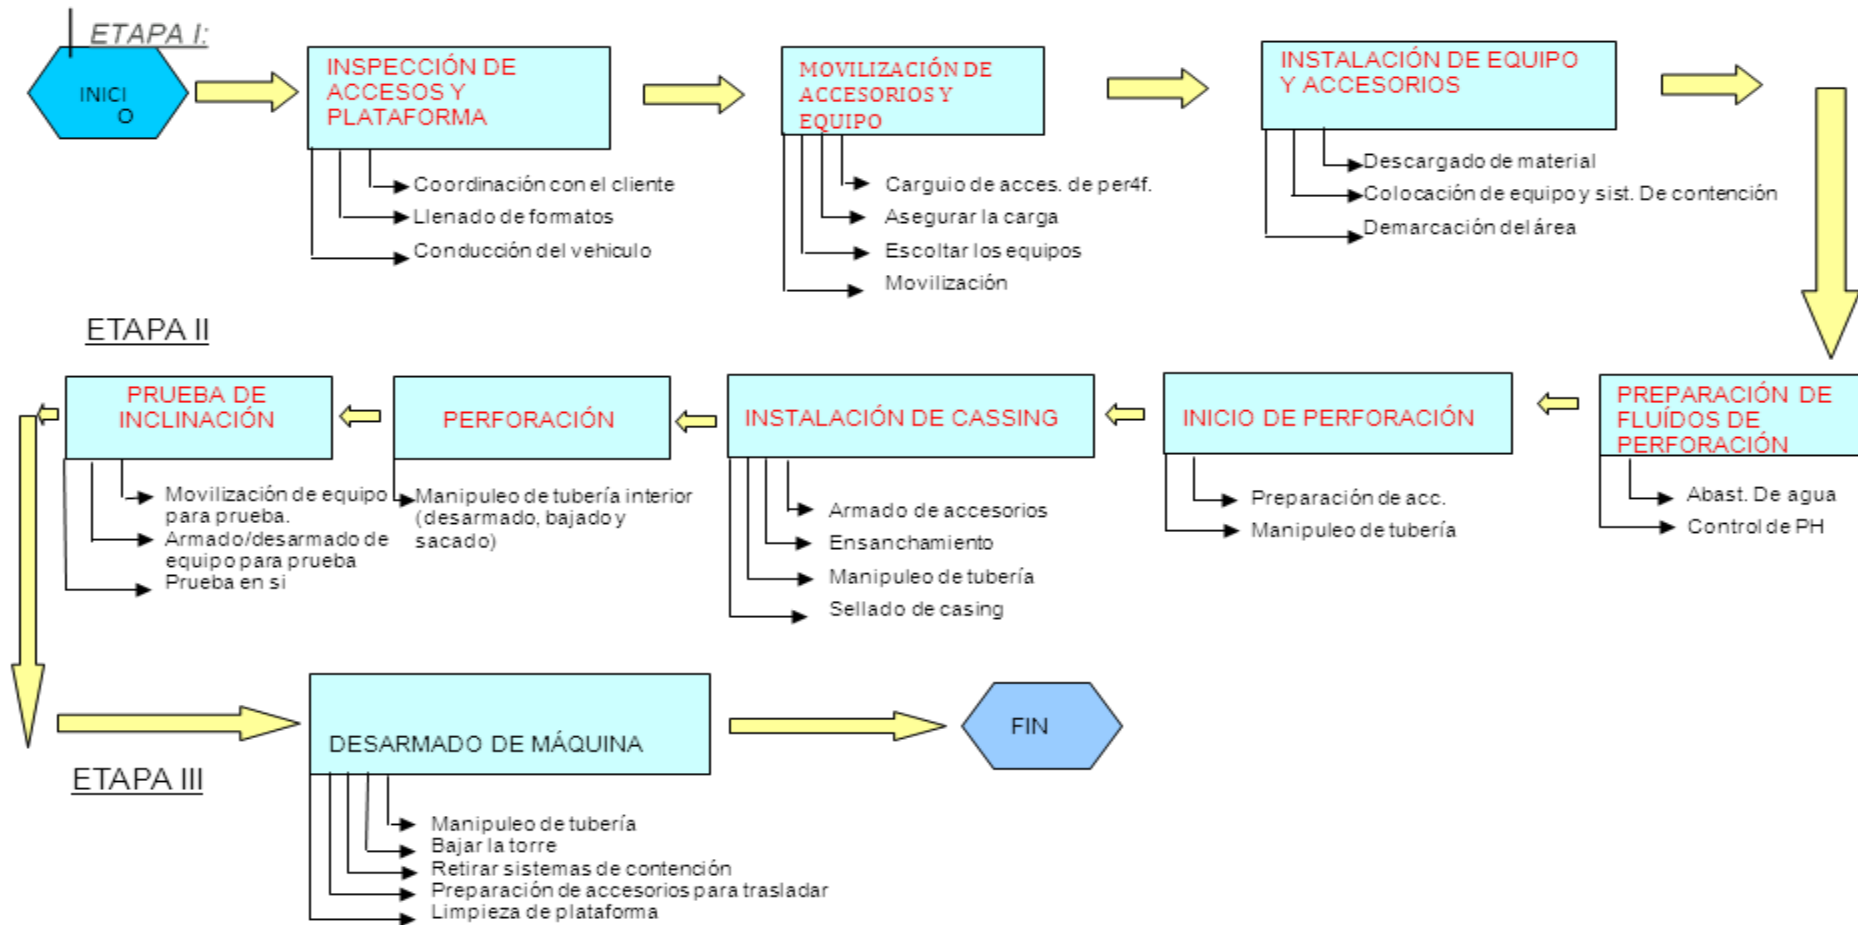 ETAPA I:
INICI
O
INSPECCIÓN DE
ACCESOS Y
PLATAFORMA
Coordinación con el cliente
Llenado de formatos
Conducción del vehiculo
MOVILIZACIÓN DE
ACCESORIOS Y
EQUIPO
Carguio de acces. de per4f.
Asegurar la carga
Escoltar los equipos
Movilización
INSTALACIÓN DE EQUIPO
Y ACCESORIOS
Descargado de material
Colocación de equipo y sist. De contención
Demarcación del área
ETAPA II
PREPARACIÓN DE
FLUÍDOS DE
PERFORACIÓN
Abast. De agua
Control de PH
INICIO DE PERFORACIÓN
Preparación de acc.
Manipuleo de tubería
INSTALACIÓN DE CASSING
Armado de accesorios
Ensanchamiento
Manipuleo de tubería
Sellado de casing
PERFORACIÓN
Manipuleo de tubería interior
(desarmado, bajado y
sacado)
PRUEBA DE
INCLINACIÓN
Movilización de equipo
para prueba.
Armado/desarmado de
equipo para prueba
Prueba en si
ETAPA III
DESARMADO DE MÁQUINA
Manipuleo de tubería
Bajar la torre
Retirar sistemas de contención
Preparación de accesorios para trasladar
Limpieza de plataforma
FIN